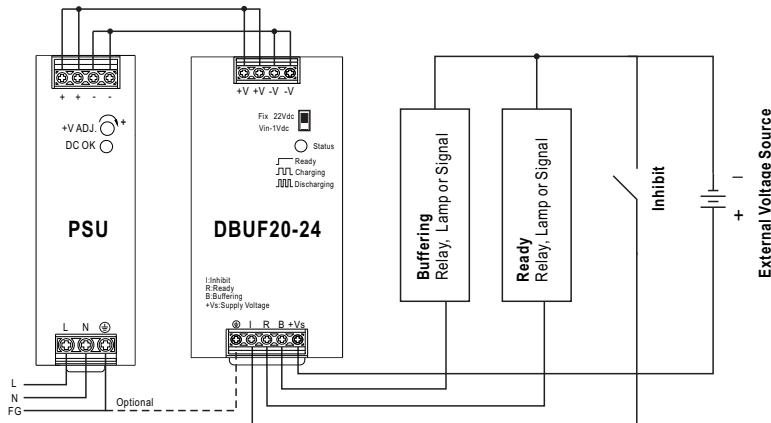 + + - -
+V ADJ.
+
DC OK
PSU
L N
L
N
FG
Optional
+V +V -V -V
Fix 22Vdc
Vin-1Vdc
Status
Ready
Charging
Discharging
DBUF20-24
I:Inhibit
R:Ready
B:Buffering
+Vs:Supply Voltage
I R B +Vs
Buffering
Relay, Lamp or Signal
Ready
Relay, Lamp or Signal
Inhibit
+ –
External Voltage Source